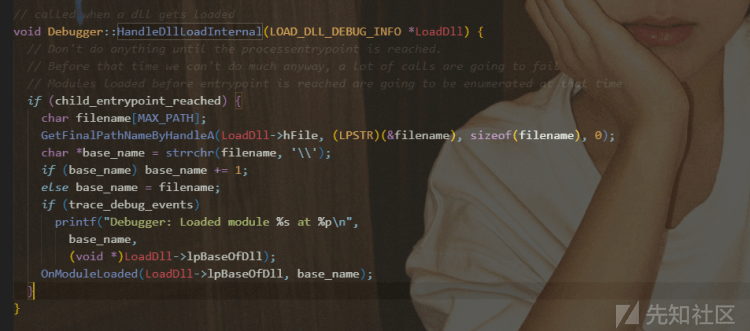 // called when a dll gets loaded
void Debugger::HandleDllLoadInternal(LOAD_DLL_DEBUG_INFO *LoadDll) {
// Don't do anything until the processentrypoint is reached.
// Before that time we can't do much anyway, a lot of calls are going to fail
// Modules loaded before entrypoint is reached are going to be enumerated at that time
if (child_entrypoint_reached) {
char filename[MAX_PATH];
GetFinalPathNameByHandleA(LoadDll->hFile, (LPSTR)(&filename), sizeof(filename), 0);
char *base_name = strrchr(filename, '\\');
if (base_name) base_name += 1;
else base_name = filename;
if (trace_debug_events)
printf("Debugger: Loaded module %s at %p\n",
base_name,
(void *)LoadDll->lpBaseOfDll);
OnModuleLoaded(LoadDll->lpBaseOfDll, base_name);
}
}
先知社区